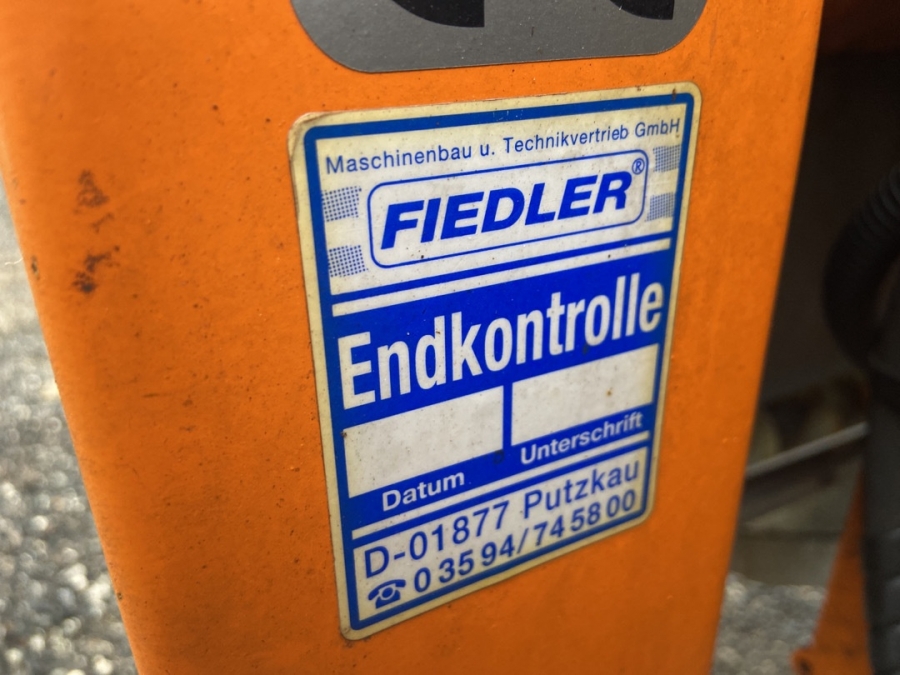 Maschinenbau u. Technikvertrieb GmbH
FIEDLER®
Endkontrolle
Datum Unterschrift
D-01877 Putzkau
☎ 0 35 94/74 58 00